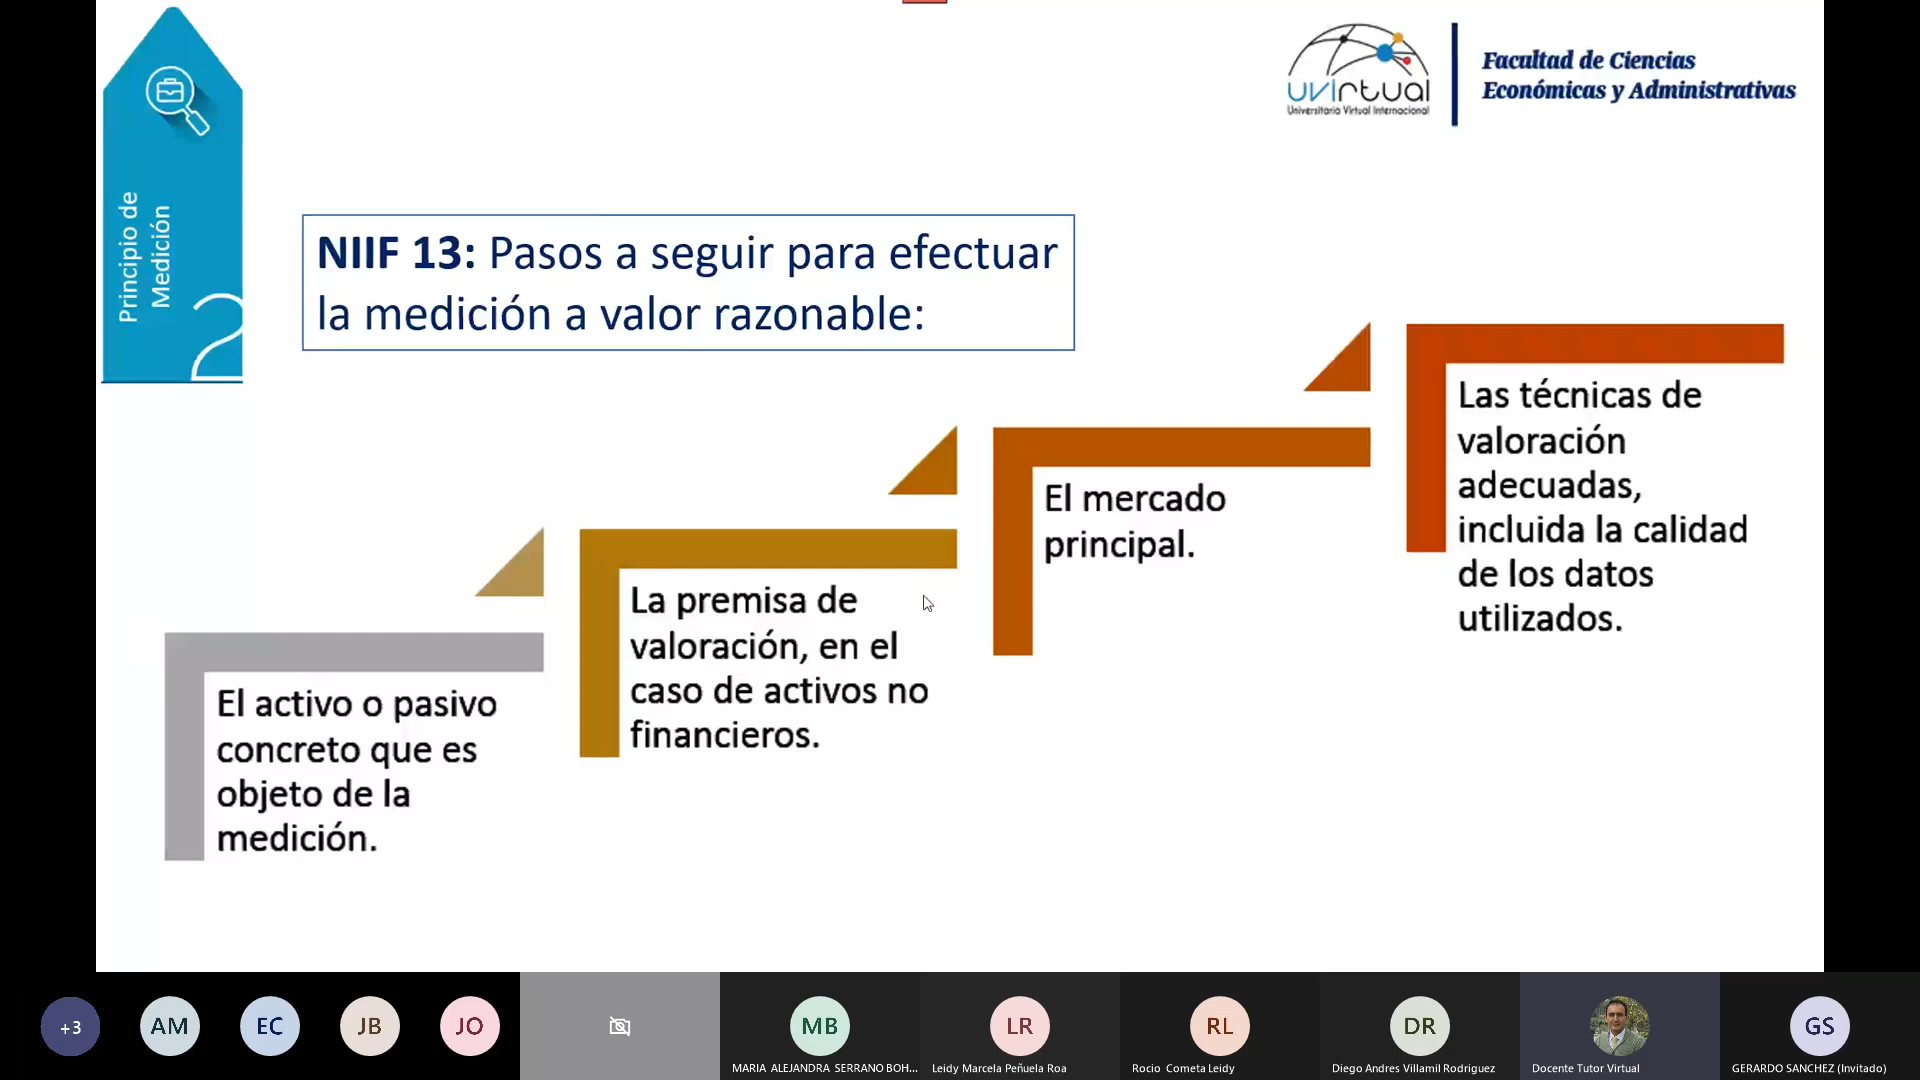 Principio de
Medición
2
uvirtual
Universitaria Virtual Internacional
Facultad de Ciencias
Económicas y Administrativas
NIIF 13: Pasos a seguir para efectuar
la medición a valor razonable:
El activo o pasivo
concreto que es
objeto de la
medición.
La premisa de
valoración, en el
caso de activos no
financieros.
El mercado
principal.
Las técnicas de
valoración
adecuadas,
incluida la calidad
de los datos
utilizados.
+3
AM
EC
JB
JO
MB
MARIA ALEJANDRA SERRANO BOH...
LR
Leidy Marcela Peñuela Roa
RL
Rocio Cometa Leidy
DR
Diego Andres Villamil Rodriguez
Docente Tutor Virtual
GS
GERARDO SANCHEZ (Invitado)